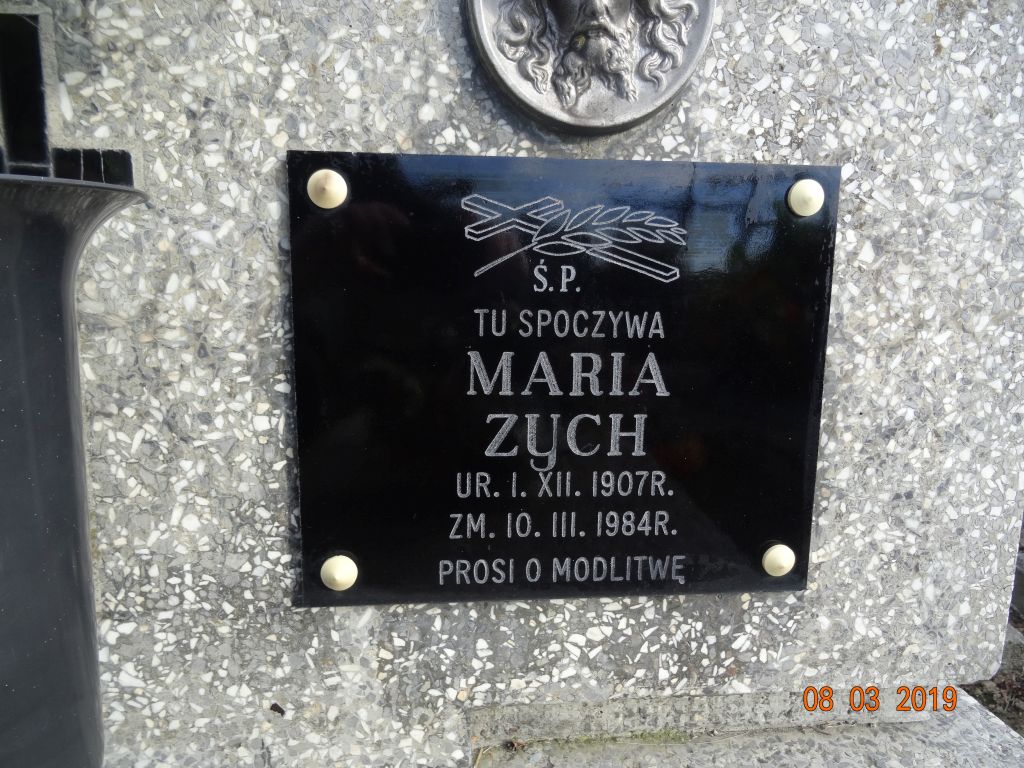 Ś.P.
TU SPOCZYWA
MARIA
ZYCH
UR. 1. XII. 1907R.
ZM. 10. III. 1984R.
PROSI O MODLITWĘ
08 03 2019